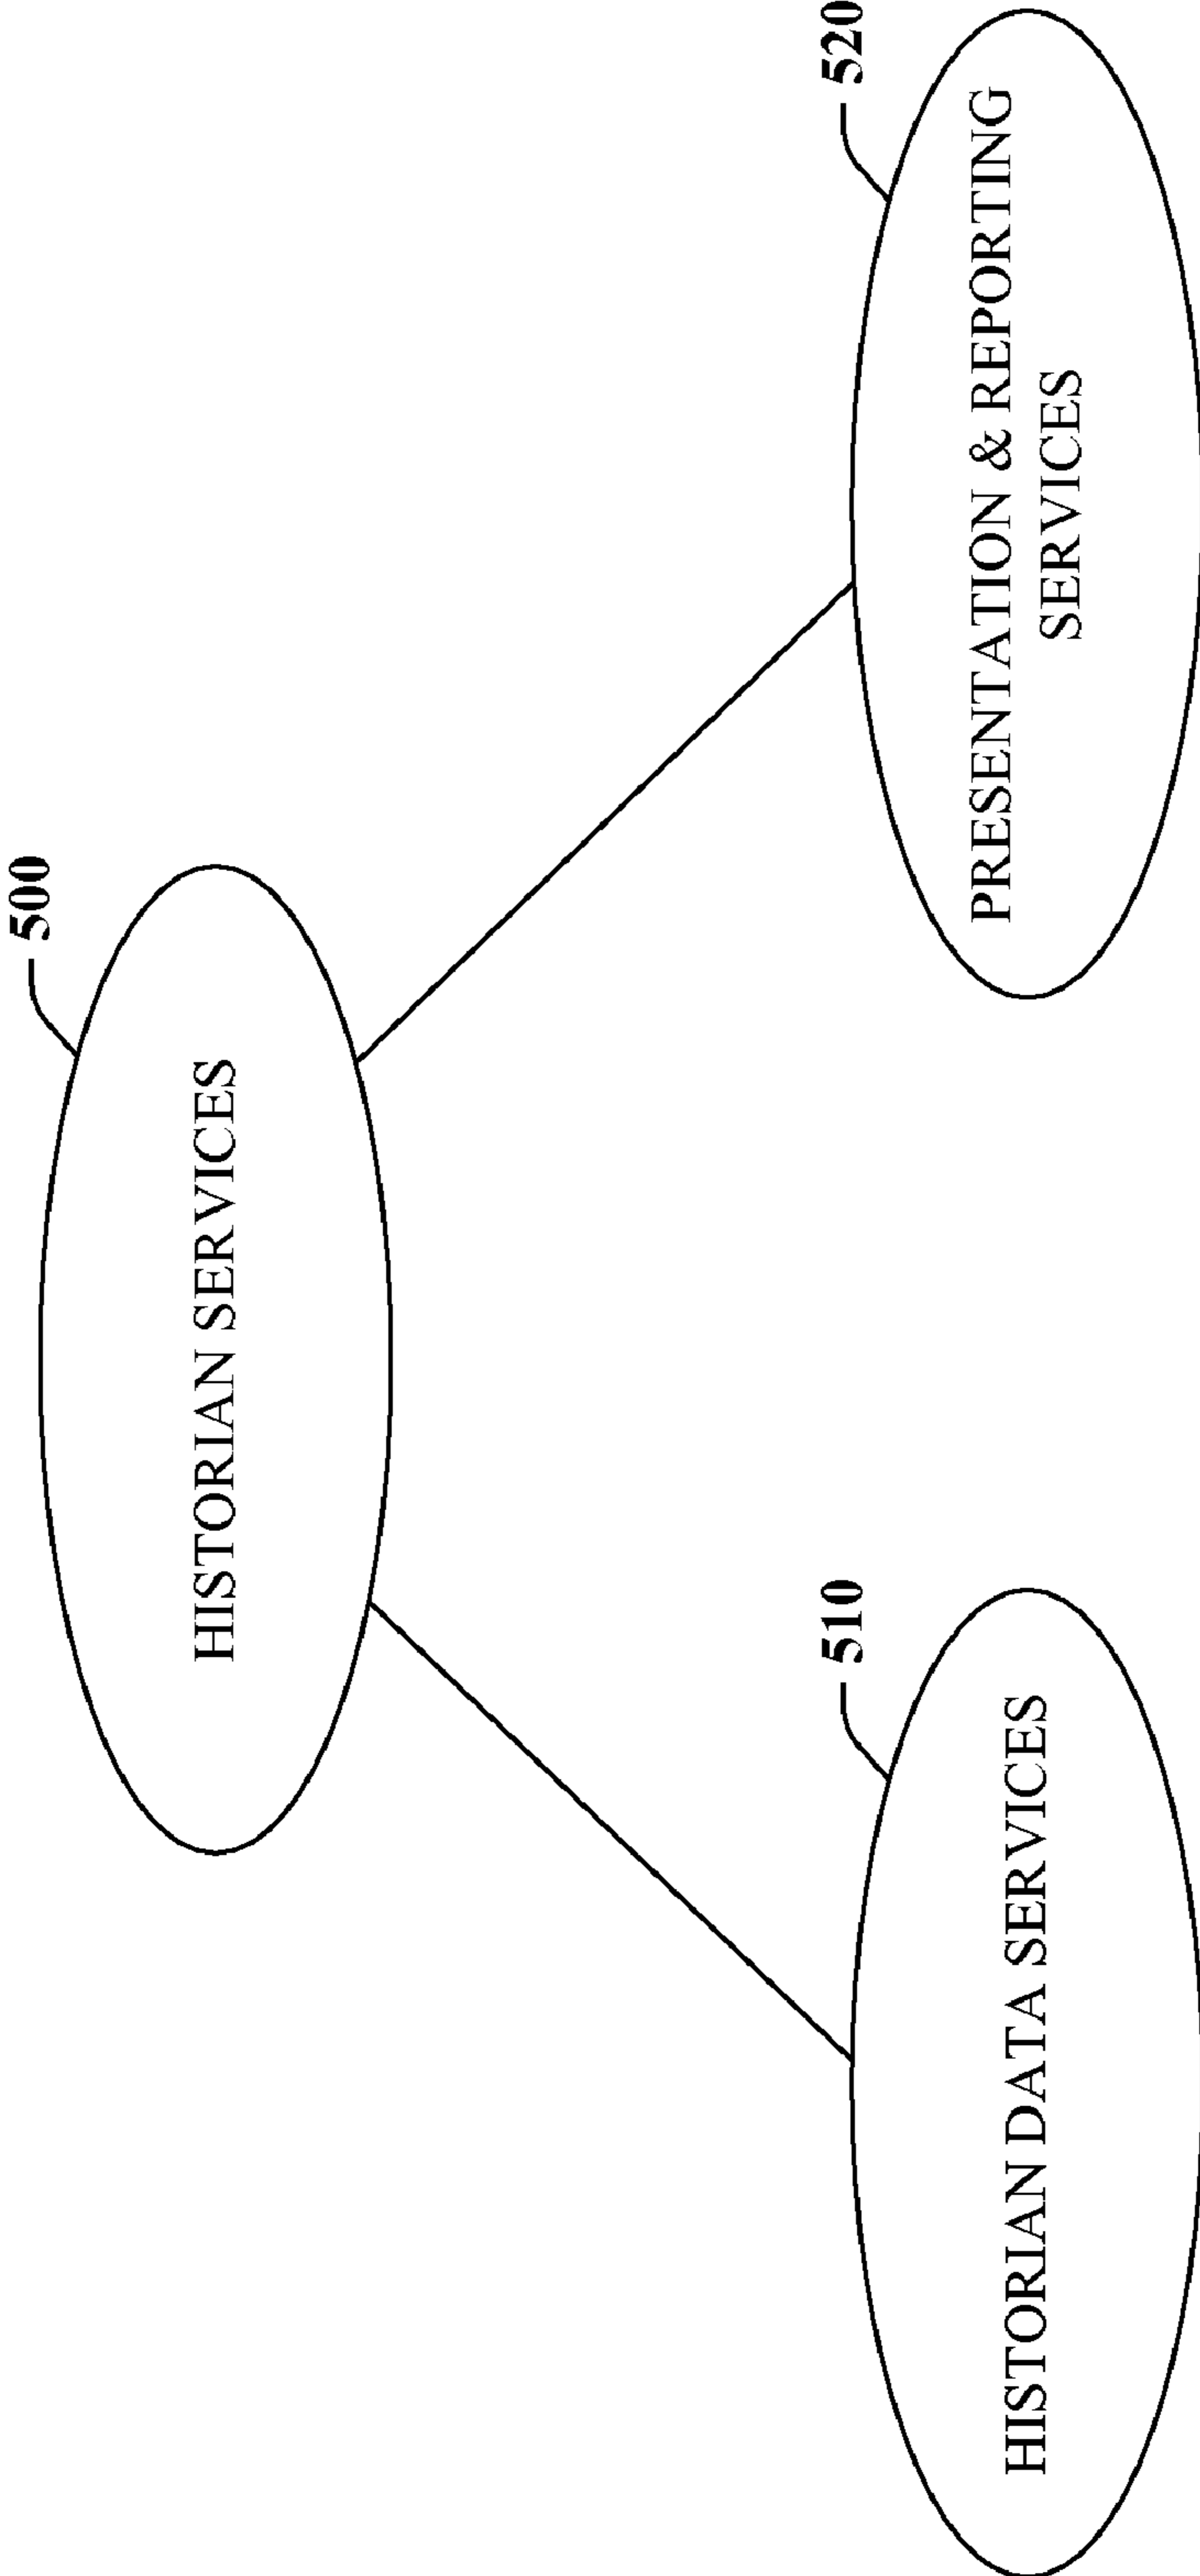 500
HISTORIAN SERVICES
510
HISTORIAN DATA SERVICES
520
PRESENTATION & REPORTING
SERVICES